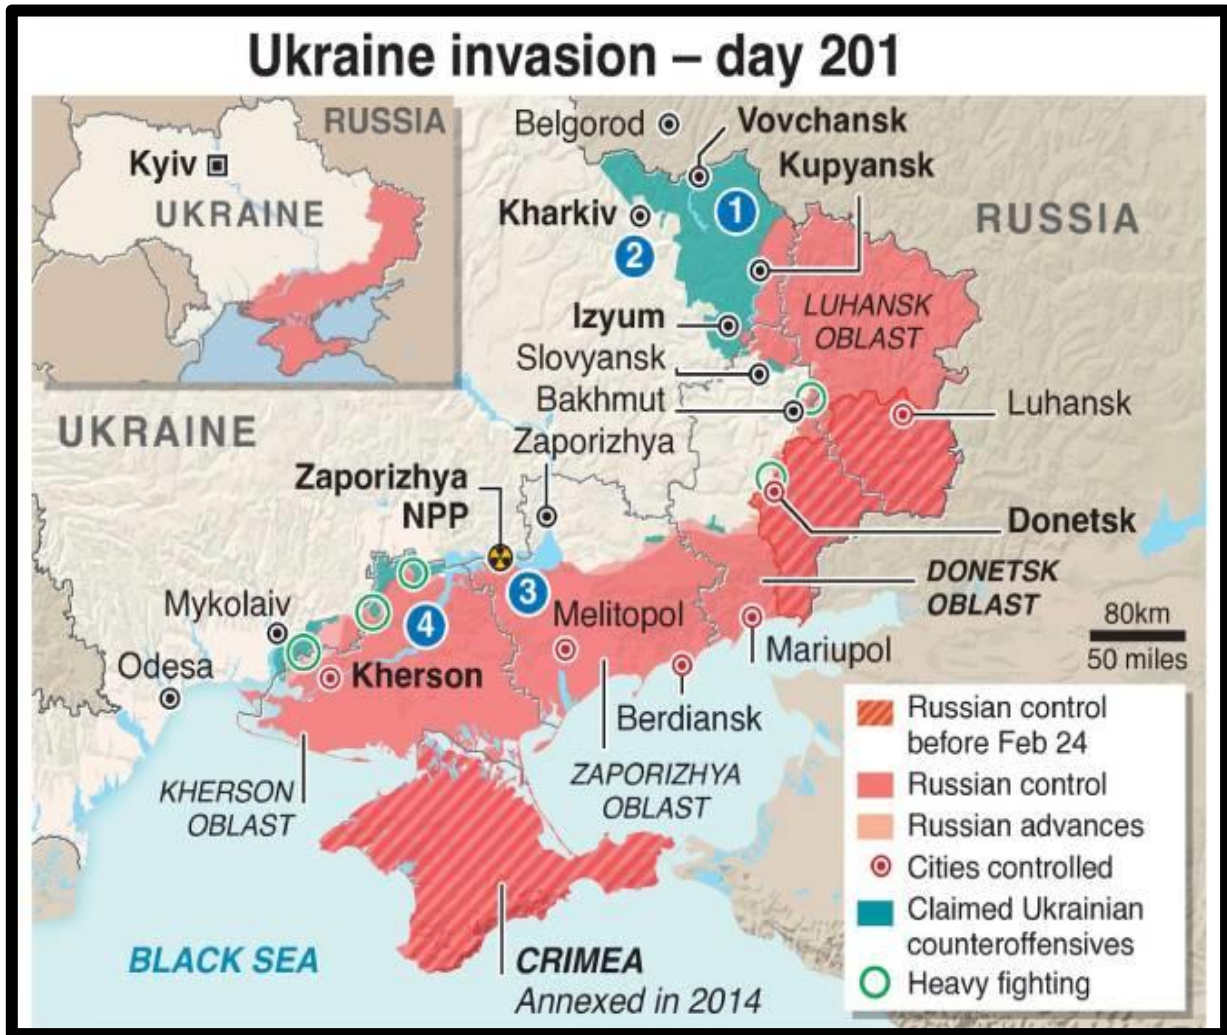 Ukraine invasion – day 201
RUSSIA
Kyiv
UKRAINE
Belgorod
Vovchansk
Kupyansk
1
Kharkiv
2
RUSSIA
LUHANSK
OBLAST
Izyum
Slovyansk
Bakhmut
Luhansk
UKRAINE
Zaporizhya
Zaporizhya
NPP
Donetsk
3
DONETSK
OBLAST
Mykolaiv
4
Melitopol
80km
50 miles
Mariupol
Odesa
Kherson
Berdiansk
KHERSON
OBLAST
ZAPORIZHYA
OBLAST
Russian control
before Feb 24
Russian control
Russian advances
Cities controlled
Claimed Ukrainian
counteroffensives
Heavy fighting
BLACK SEA
CRIMEA
Annexed in 2014